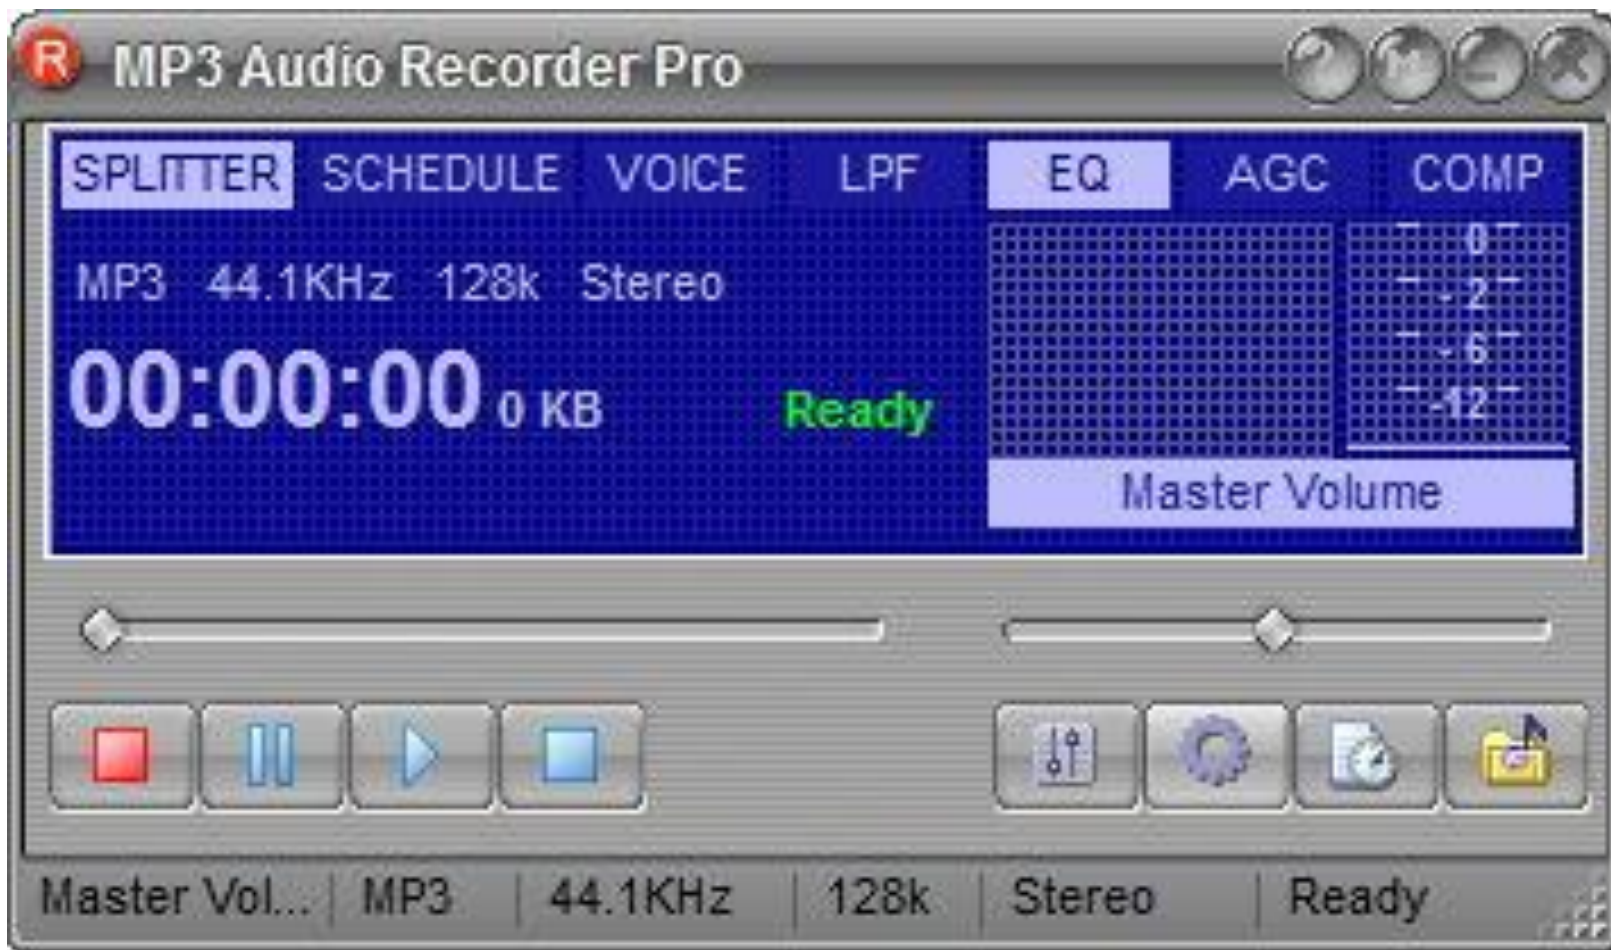 R MP3 Audio Recorder Pro ? M
SPLITTER SCHEDULE VOICE LPF EQ AGC COMP
MP3 44.1KHz 128k Stereo
0
- 2
- 6
-12
00:00:00 0 KB Ready
Master Volume
Master Vol... MP3 44.1KHz 128k Stereo Ready